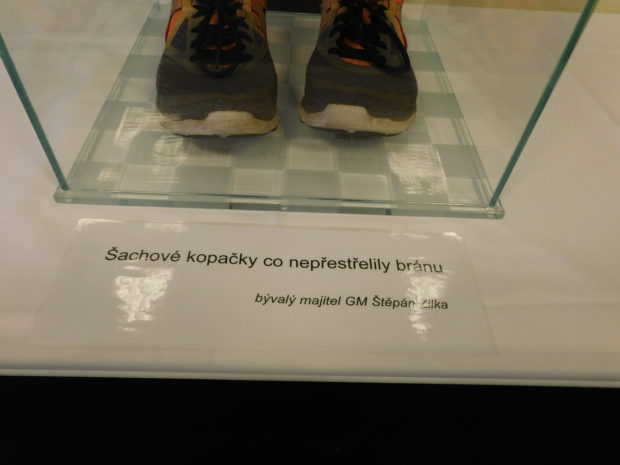 Šachové kopačky co nepřestřelily bránu
bývalý majitel GM Štěpán Žilka